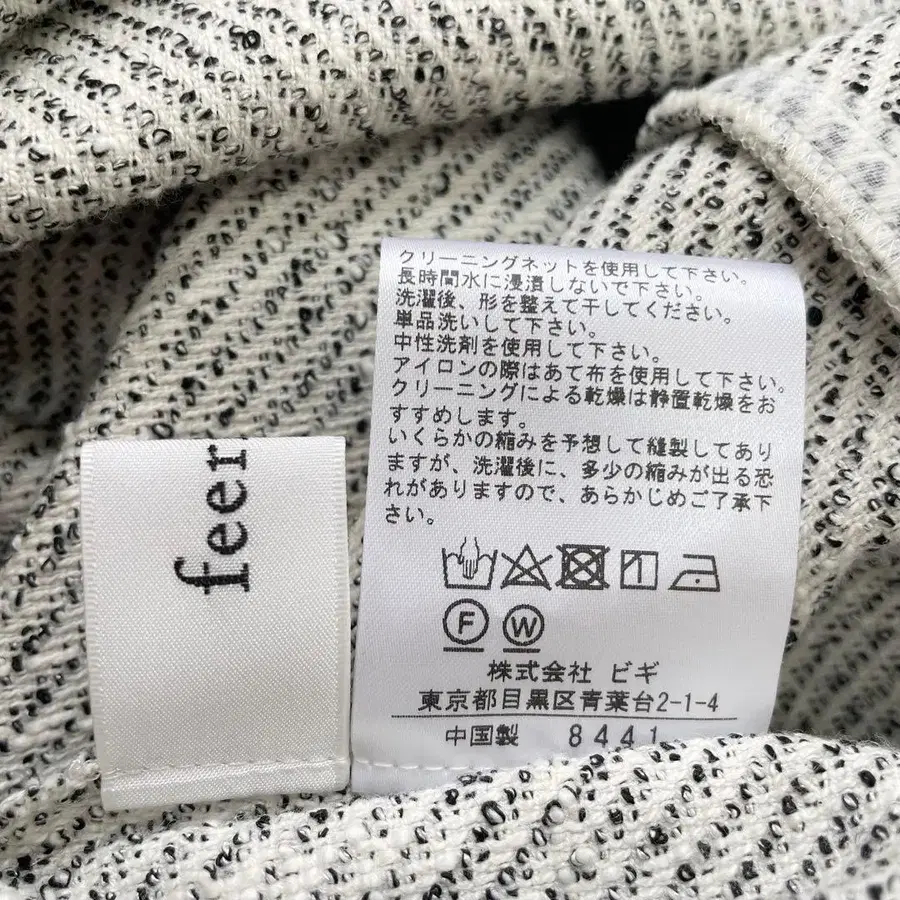 feer
クリーニングネットを使用して下さい。
長時間水に浸漬しないで下さい。
洗濯後、形を整えて干してください。
単品洗いして下さい。
中性洗剤を使用して下さい。
アイロンの際はあて布を使用して下さい。
クリーニングによる乾燥は静置乾燥をお
すすめします。
いくらかの縮みを予想して縫製してあり
ますが、洗濯後に、多少の縮みが出る恐
れがありますので、あらかじめご了承下
さい。
F W
株式会社 ビギ
東京都目黒区青葉台2-1-4
中国製 8441